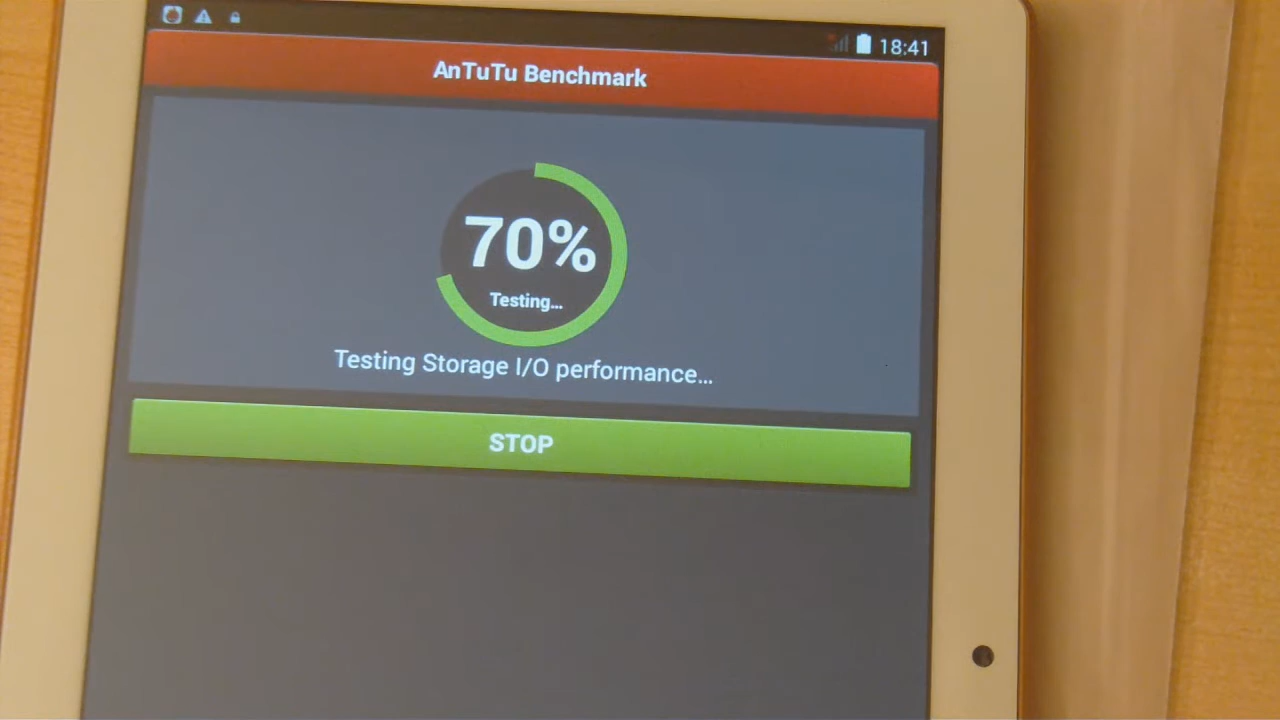 18:41
AnTuTu Benchmark
70%
Testing...
Testing Storage I/O performance...
STOP